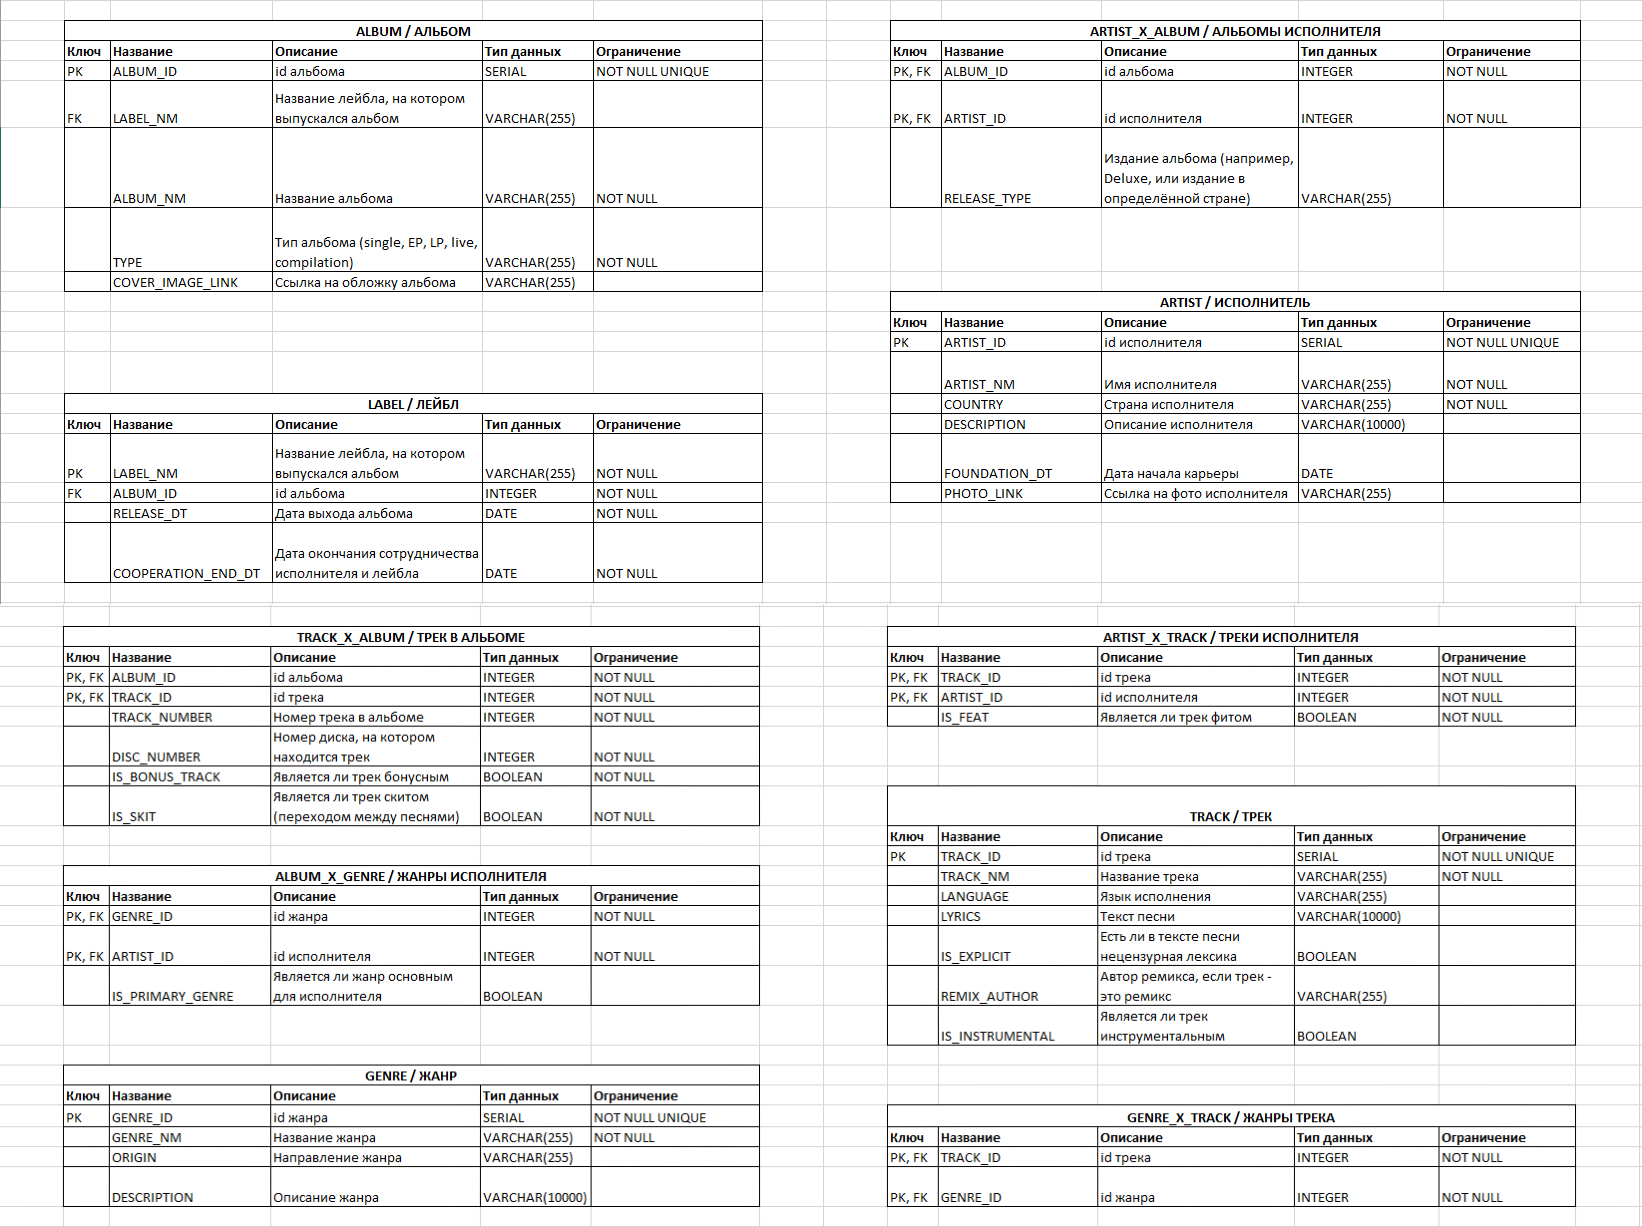 ALBUM / АЛЬБОМ
Ключ Название Описание Тип данных Ограничение
PK ALBUM_ID id альбома SERIAL NOT NULL UNIQUE
Название лейбла, на котором
FK LABEL_NM выпускался альбом VARCHAR(255)
ALBUM_NM Название альбома VARCHAR(255) NOT NULL
Тип альбома (single, EP, LP, live,
TYPE compilation) VARCHAR(255) NOT NULL
COVER_IMAGE_LINK Ссылка на обложку альбома VARCHAR(255)
LABEL / ЛЕЙБЛ
Ключ Название Описание Тип данных Ограничение
Название лейбла, на котором
PK LABEL_NM выпускался альбом VARCHAR(255) NOT NULL
FK ALBUM_ID id альбома INTEGER NOT NULL
RELEASE_DT Дата выхода альбома DATE NOT NULL
Дата окончания сотрудничества
COOPERATION_END_DT исполнителя и лейбла DATE NOT NULL
ARTIST_X_ALBUM / АЛЬБОМЫ ИСПОЛНИТЕЛЯ
Ключ Название Описание Тип данных Ограничение
PK, FK ALBUM_ID id альбома INTEGER NOT NULL
PK, FK ARTIST_ID id исполнителя INTEGER NOT NULL
Издание альбома (например,
Deluxe, или издание в
RELEASE_TYPE определённой стране) VARCHAR(255)
ARTIST / ИСПОЛНИТЕЛЬ
Ключ Название Описание Тип данных Ограничение
PK ARTIST_ID id исполнителя SERIAL NOT NULL UNIQUE
ARTIST_NM Имя исполнителя VARCHAR(255) NOT NULL
COUNTRY Страна исполнителя VARCHAR(255) NOT NULL
DESCRIPTION Описание исполнителя VARCHAR(10000)
FOUNDATION_DT Дата начала карьеры DATE
PHOTO_LINK Ссылка на фото исполнителя VARCHAR(255)
TRACK_X_ALBUM / ТРЕК В АЛЬБОМЕ
Ключ Название Описание Тип данных Ограничение
PK, FK ALBUM_ID id альбома INTEGER NOT NULL
PK, FK TRACK_ID id трека INTEGER NOT NULL
TRACK_NUMBER Номер трека в альбоме INTEGER NOT NULL
Номер диска, на котором
DISC_NUMBER находится трек INTEGER NOT NULL
IS_BONUS_TRACK Является ли трек бонусным BOOLEAN NOT NULL
Является ли трек скитом
IS_SKIT (переходом между песнями) BOOLEAN NOT NULL
ALBUM_X_GENRE / ЖАНРЫ ИСПОЛНИТЕЛЯ
Ключ Название Описание Тип данных Ограничение
PK, FK GENRE_ID id жанра INTEGER NOT NULL
PK, FK ARTIST_ID id исполнителя INTEGER NOT NULL
Является ли жанр основным
IS_PRIMARY_GENRE для исполнителя BOOLEAN
GENRE / ЖАНР
Ключ Название Описание Тип данных Ограничение
PK GENRE_ID id жанра SERIAL NOT NULL UNIQUE
GENRE_NM Название жанра VARCHAR(255) NOT NULL
ORIGIN Направление жанра VARCHAR(255)
DESCRIPTION Описание жанра VARCHAR(10000)
ARTIST_X_TRACK / ТРЕКИ ИСПОЛНИТЕЛЯ
Ключ Название Описание Тип данных Ограничение
PK, FK TRACK_ID id трека INTEGER NOT NULL
PK, FK ARTIST_ID id исполнителя INTEGER NOT NULL
IS_FEAT Является ли трек фитом BOOLEAN NOT NULL
TRACK / ТРЕК
Ключ Название Описание Тип данных Ограничение
PK TRACK_ID id трека SERIAL NOT NULL UNIQUE
TRACK_NM Название трека VARCHAR(255) NOT NULL
LANGUAGE Язык исполнения VARCHAR(255)
LYRICS Текст песни VARCHAR(10000)
Есть ли в тексте песни
IS_EXPLICIT нецензурная лексика BOOLEAN
Автор ремикса, если трек -
REMIX_AUTHOR это ремикс VARCHAR(255)
Является ли трек
IS_INSTRUMENTAL инструментальным BOOLEAN
GENRE_X_TRACK / ЖАНРЫ ТРЕКА
Ключ Название Описание Тип данных Ограничение
PK, FK TRACK_ID id трека INTEGER NOT NULL
PK, FK GENRE_ID id жанра INTEGER NOT NULL